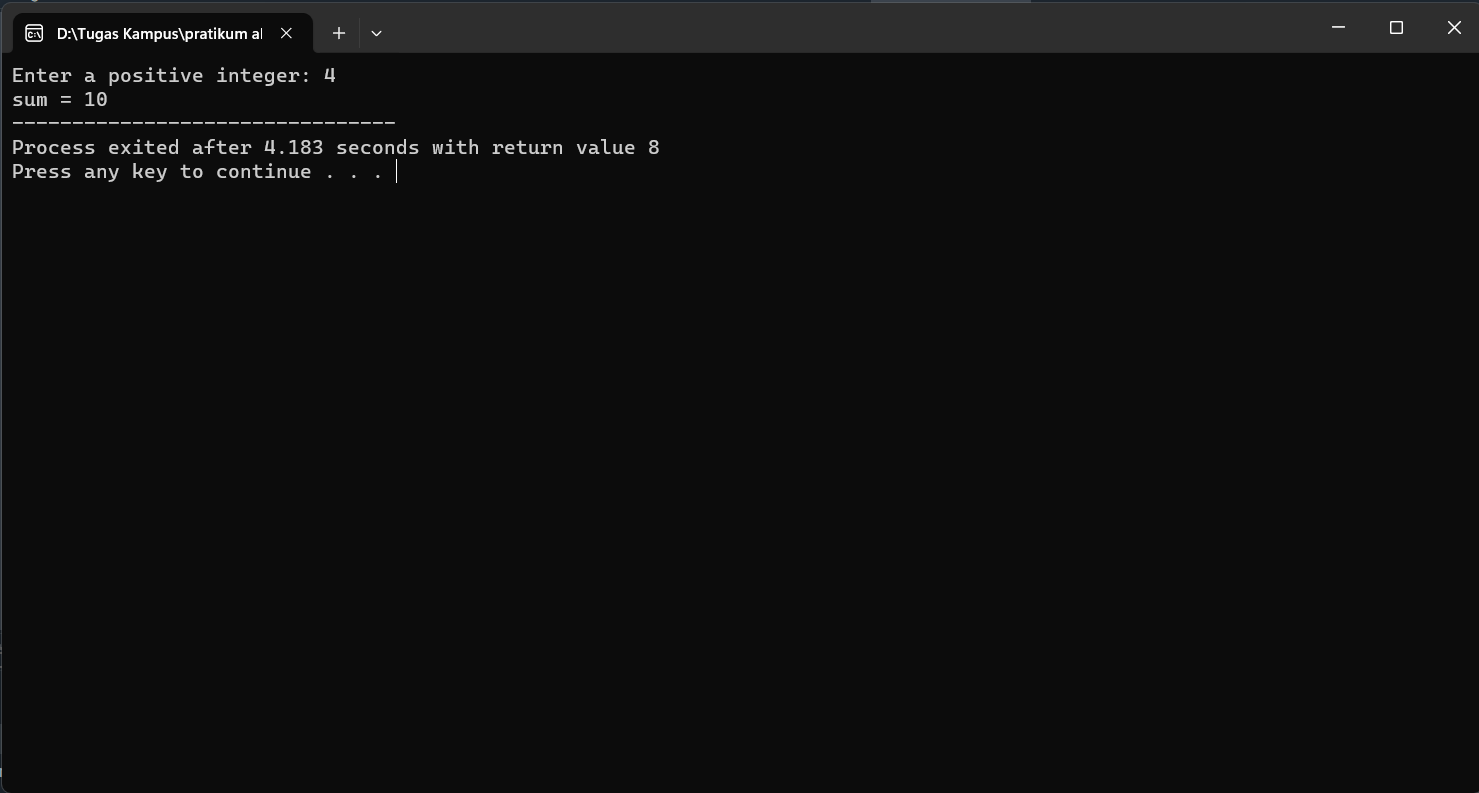 D:\Tugas Kampus\pratikum al
Enter a positive integer: 4
sum = 10
--------------------------------
Process exited after 4.183 seconds with return value 8
Press any key to continue . . .